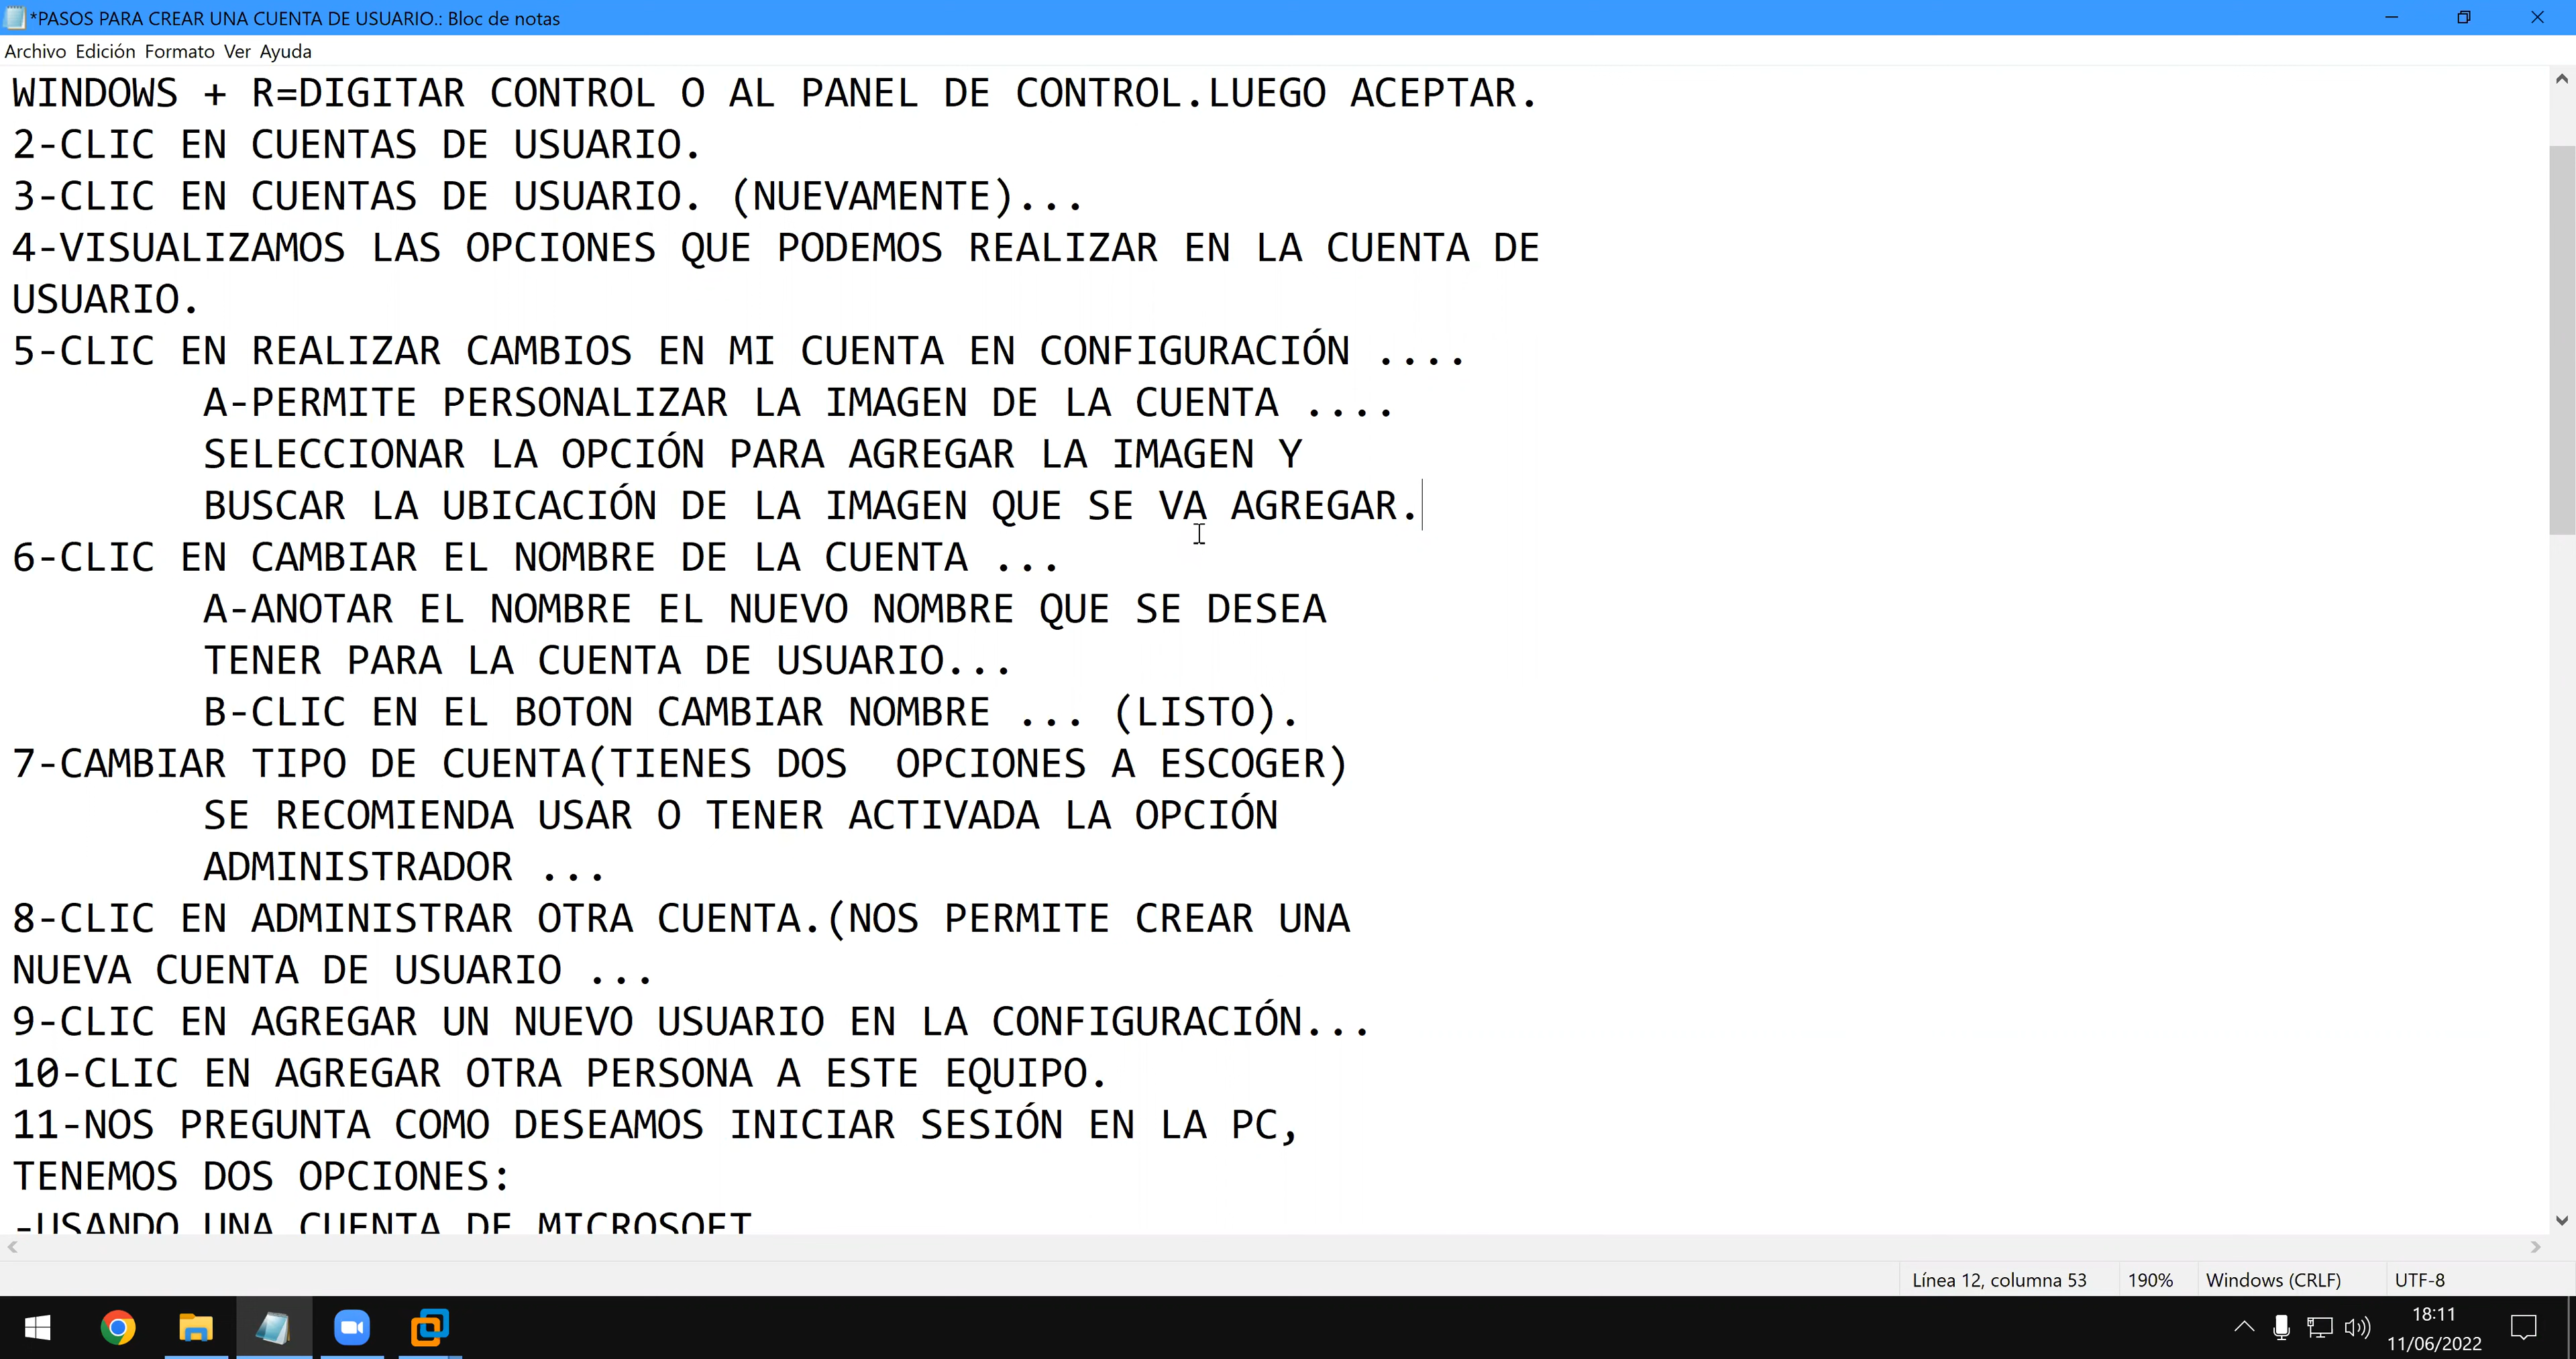 *PASOS PARA CREAR UNA CUENTA DE USUARIO.: Bloc de notas
Archivo Edición Formato Ver Ayuda
WINDOWS + R=DIGITAR CONTROL O AL PANEL DE CONTROL.LUEGO ACEPTAR.
2-CLIC EN CUENTAS DE USUARIO.
3-CLIC EN CUENTAS DE USUARIO. (NUEVAMENTE)...
4-VISUALIZAMOS LAS OPCIONES QUE PODEMOS REALIZAR EN LA CUENTA DE
USUARIO.
5-CLIC EN REALIZAR CAMBIOS EN MI CUENTA EN CONFIGURACIÓN ....
A-PERMITE PERSONALIZAR LA IMAGEN DE LA CUENTA ....
SELECCIONAR LA OPCIÓN PARA AGREGAR LA IMAGEN Y
BUSCAR LA UBICACIÓN DE LA IMAGEN QUE SE VA AGREGAR.
6-CLIC EN CAMBIAR EL NOMBRE DE LA CUENTA ...
A-ANOTAR EL NOMBRE EL NUEVO NOMBRE QUE SE DESEA
TENER PARA LA CUENTA DE USUARIO...
B-CLIC EN EL BOTON CAMBIAR NOMBRE ... (LISTO).
7-CAMBIAR TIPO DE CUENTA(TIENES DOS  OPCIONES A ESCOGER)
SE RECOMIENDA USAR O TENER ACTIVADA LA OPCIÓN
ADMINISTRADOR ...
8-CLIC EN ADMINISTRAR OTRA CUENTA.(NOS PERMITE CREAR UNA
NUEVA CUENTA DE USUARIO ...
9-CLIC EN AGREGAR UN NUEVO USUARIO EN LA CONFIGURACIÓN...
10-CLIC EN AGREGAR OTRA PERSONA A ESTE EQUIPO.
11-NOS PREGUNTA COMO DESEAMOS INICIAR SESIÓN EN LA PC,
TENEMOS DOS OPCIONES:
-USANDO UNA CUENTA DE MICROSOFT
Línea 12, columna 53 190% Windows (CRLF) UTF-8
18:11
11/06/2022